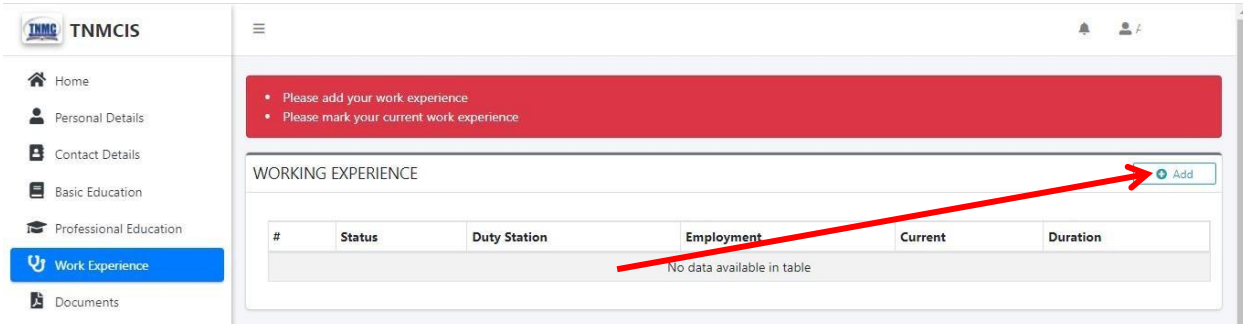 TNMC TNMCIS
Home
Personal Details
Contact Details
Basic Education
Professional Education
Work Experience
Documents
Please add your work experience
Please mark your current work experience
WORKING EXPERIENCE
Add
# Status Duty Station Employment Current Duration
No data available in table